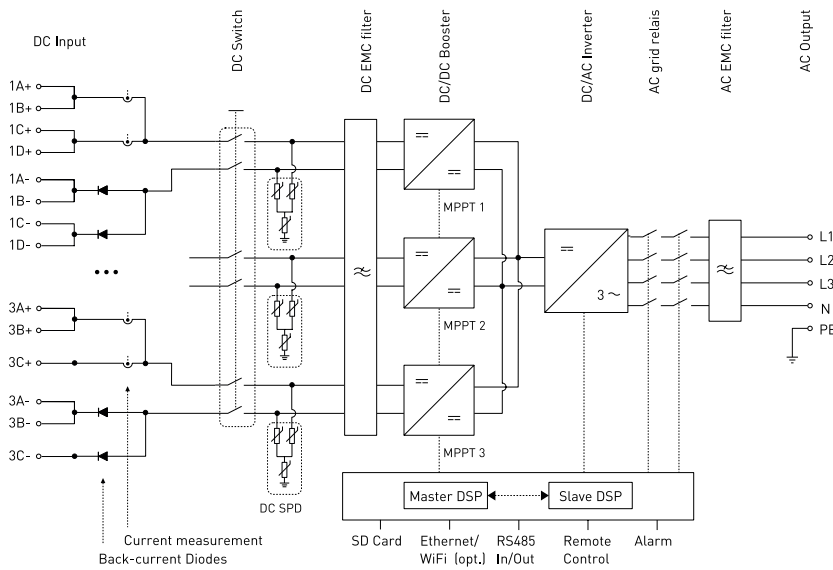 DC Input
DC Switch
DC EMC filter
DC/DC Booster
DC/AC Inverter
AC grid relais
AC EMC filter
AC Output
1A+
1B+
1C+
1D+
1A-
1B-
1C-
1D-
3A+
3B+
3C+
3A-
3B-
3C-
MPPT 1
MPPT 2
MPPT 3
3 ~
L1
L2
L3
N
PE
DC SPD
Master DSP
Slave DSP
Current measurement
Back-current Diodes
SD Card
Ethernet/
WiFi (opt.)
RS485
In/Out
Remote
Control
Alarm